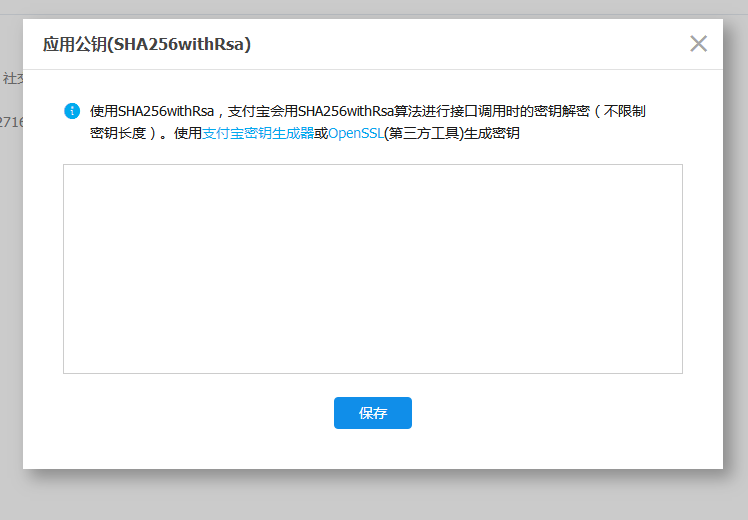 应用公钥(SHA256withRsa)
社交
2716
使用SHA256withRsa，支付宝会用SHA256withRsa算法进行接口调用时的密钥解密（不限制
密钥长度）。使用支付宝密钥生成器或OpenSSL(第三方工具)生成密钥
保存